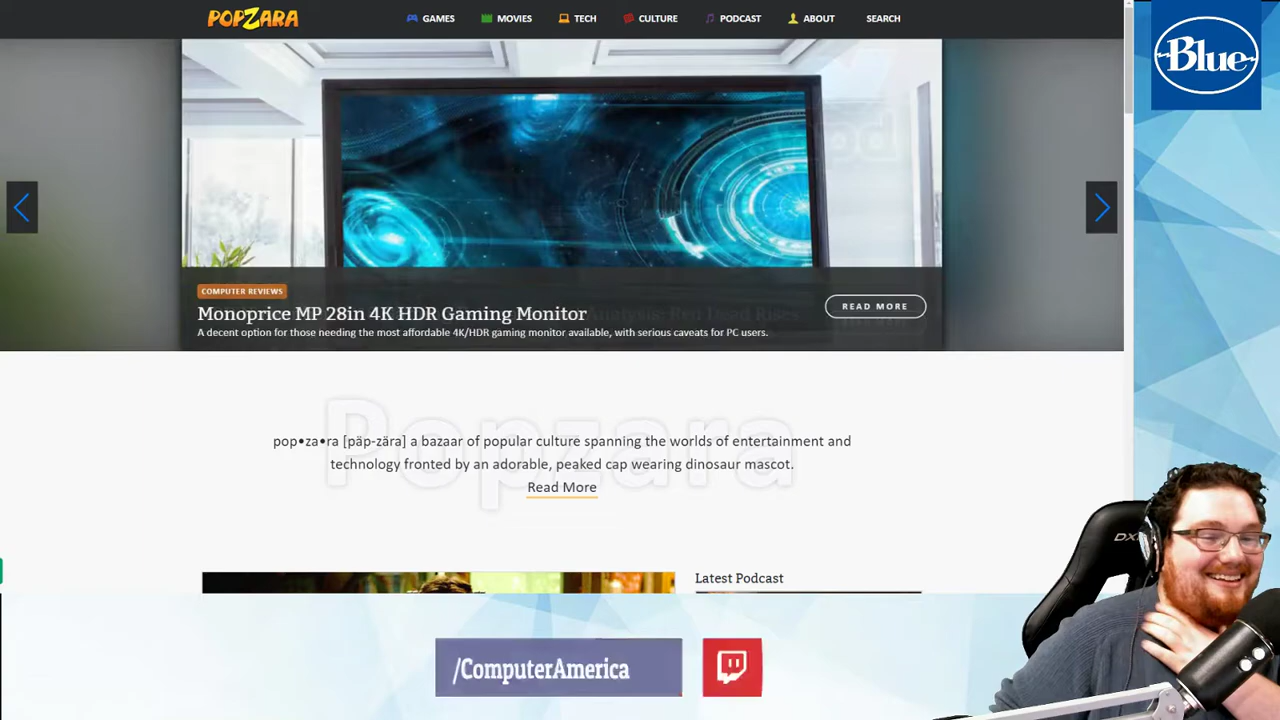 POPZARA
GAMES
MOVIES
TECH
CULTURE
PODCAST
ABOUT
SEARCH
Blue
COMPUTER REVIEWS
Monoprice MP 28in 4K HDR Gaming Monitor
A decent option for those needing the most affordable 4K/HDR gaming monitor available, with serious caveats for PC users.
READ MORE
Popzara
pop•za•ra [päp-zära] a bazaar of popular culture spanning the worlds of entertainment and
technology fronted by an adorable, peaked cap wearing dinosaur mascot.
Read More
Latest Podcast
/ComputerAmerica